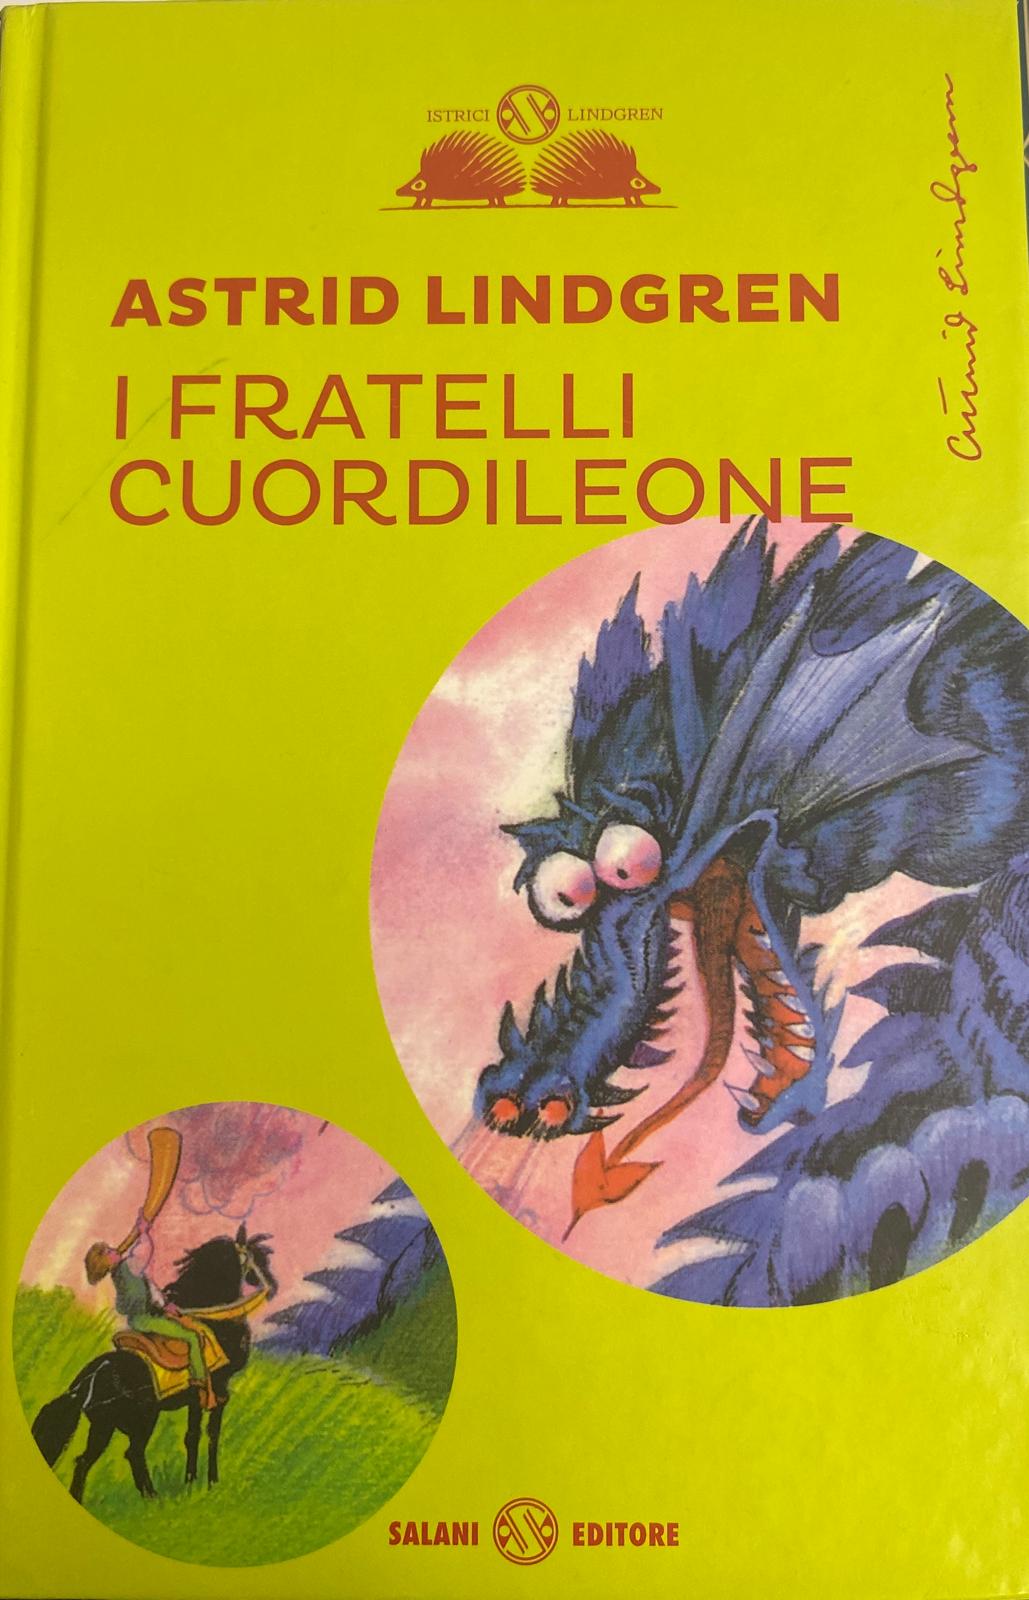 ISTRICI LINDGREN
Astrid Lindgren
ASTRID LINDGREN
I FRATELLI
CUORDILEONE
SALANI EDITORE